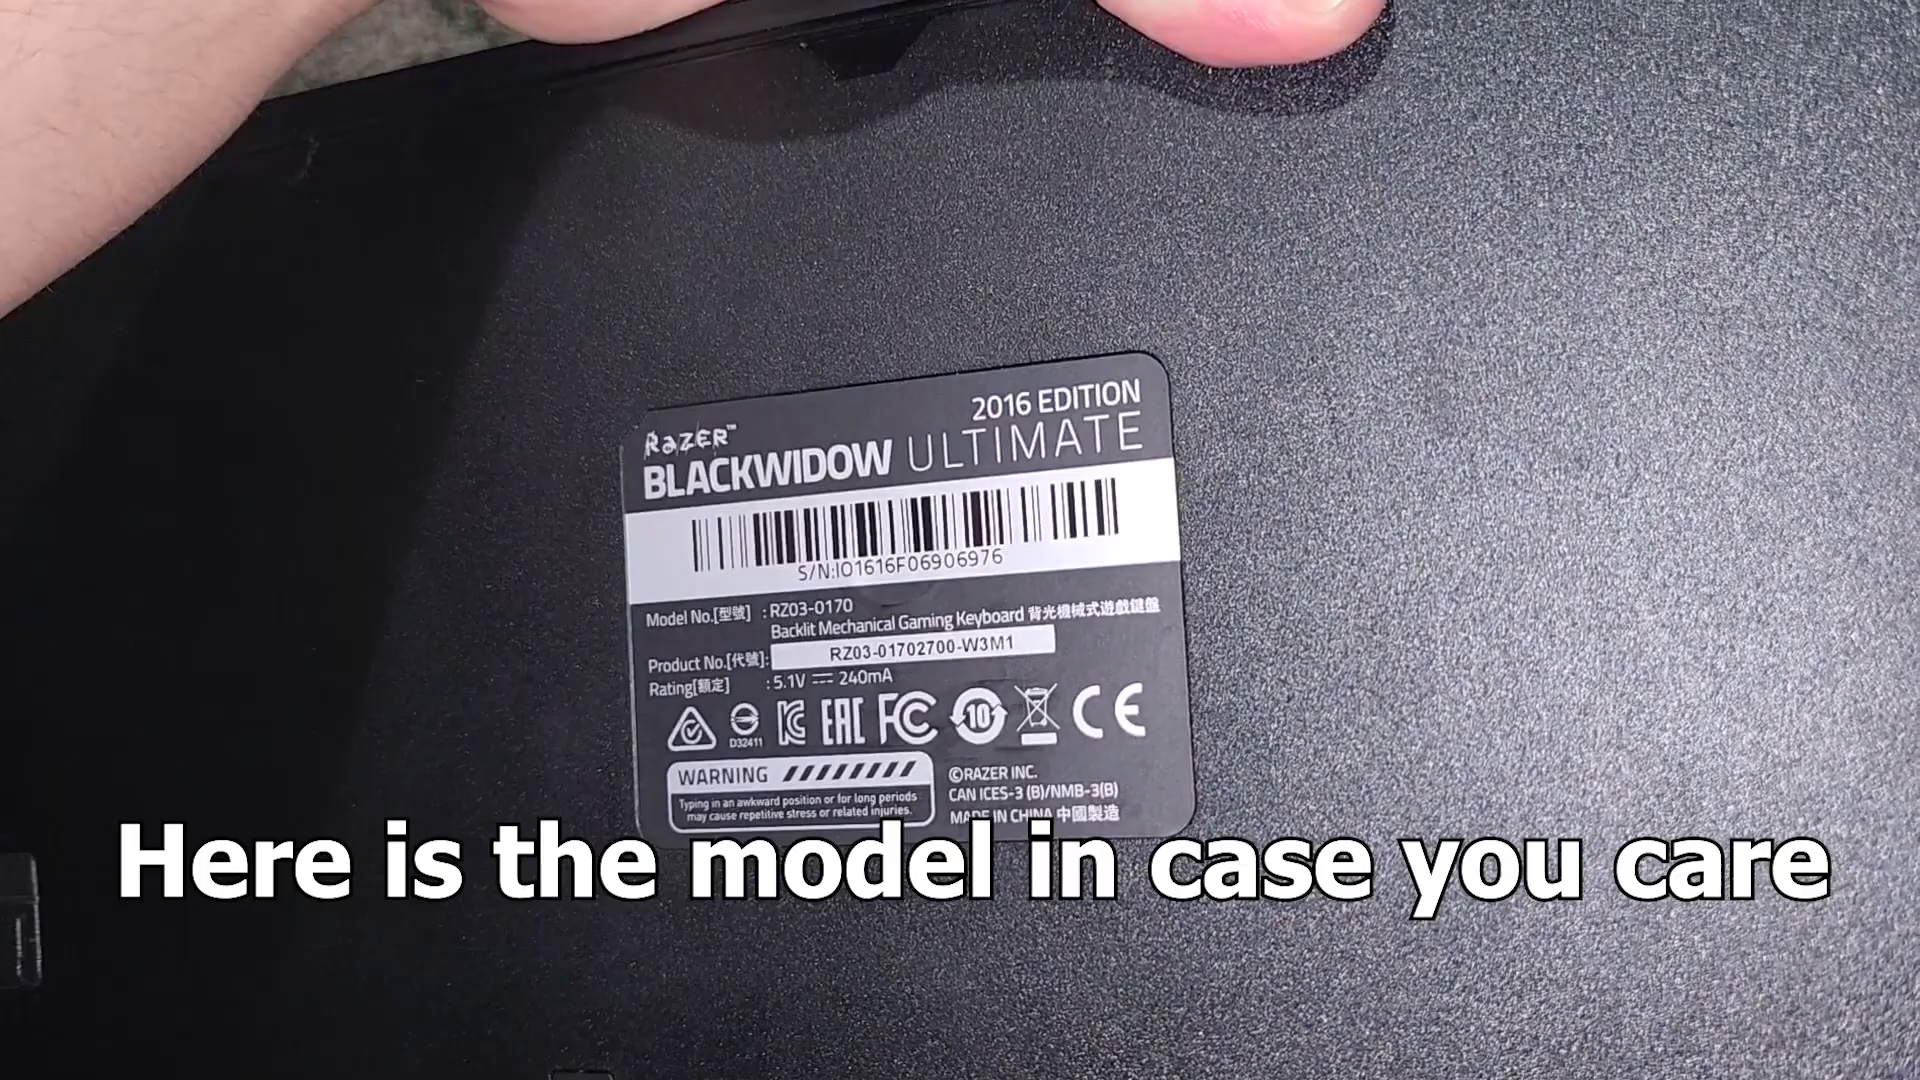 2016 EDITION
RAZER™
BLACKWIDOW ULTIMATE
S/N:IO1616F06906976
Model No.[型號] : RZ03-0170
Backlit Mechanical Gaming Keyboard 背光機械式遊戲鍵盤
Product No.[代號]: RZ03-01702700-W3M1
Rating[額定] : 5.1V ⎓ 240mA
D32411
EAC FC 10 CE
WARNING
Typing in an awkward position or for long periods
may cause repetitive stress or related injuries.
©RAZER INC.
CAN ICES-3 (B)/NMB-3(B)
MADE IN CHINA 中國製造
Here is the model in case you care